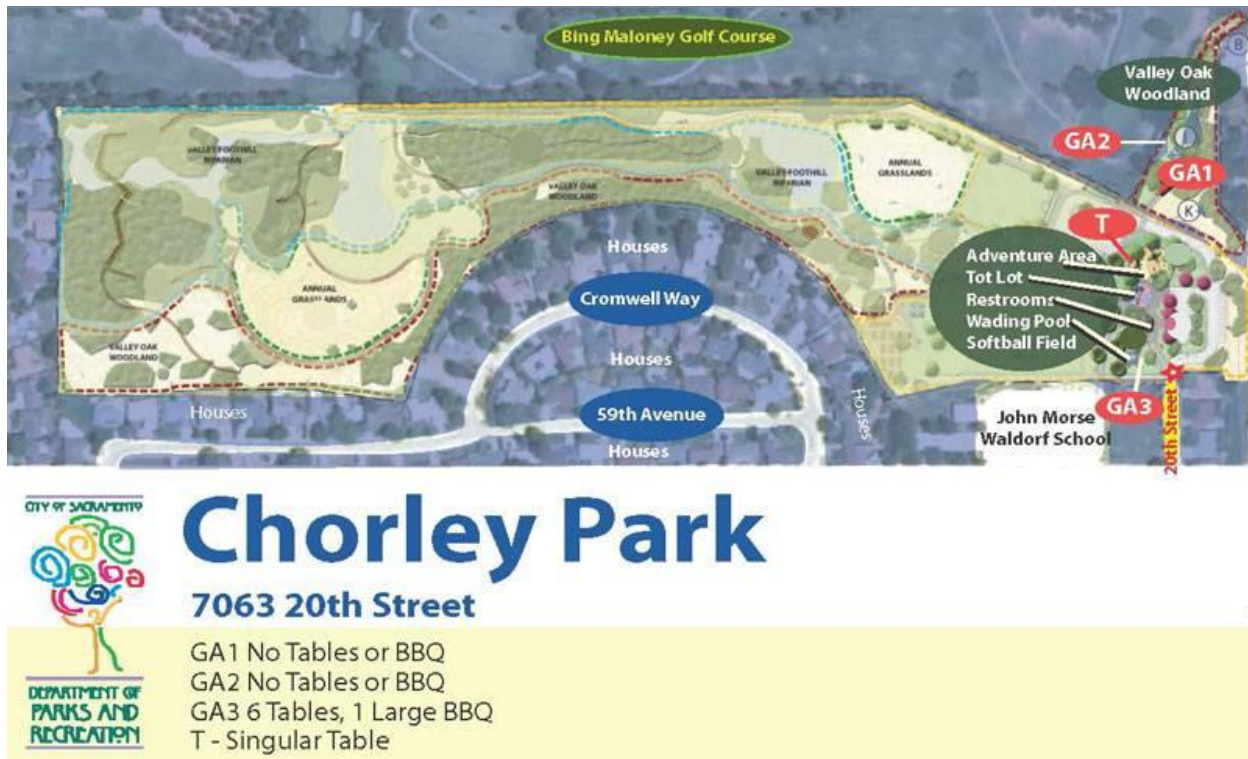 Bing Maloney Golf Course
Valley Oak
Woodland
GA2
GA1
B
K
T
VALLEY FOOTHILL
RIPARIAN
VALLEY OAK
WOODLAND
VALLEY FOOTHILL
RIPARIAN
ANNUAL
GRASSLANDS
Houses
Cromwell Way
Houses
59th Avenue
Houses
Adventure Area
Tot Lot
Restrooms
Wading Pool
Softball Field
ANNUAL
GRASSLANDS
VALLEY OAK
WOODLAND
Houses
Houses
John Morse
Waldorf School
GA3
20th Street
CITY OF SACRAMENTO
DEPARTMENT OF
PARKS AND
RECREATION
Chorley Park
7063 20th Street
GA1 No Tables or BBQ
GA2 No Tables or BBQ
GA3 6 Tables, 1 Large BBQ
T - Singular Table